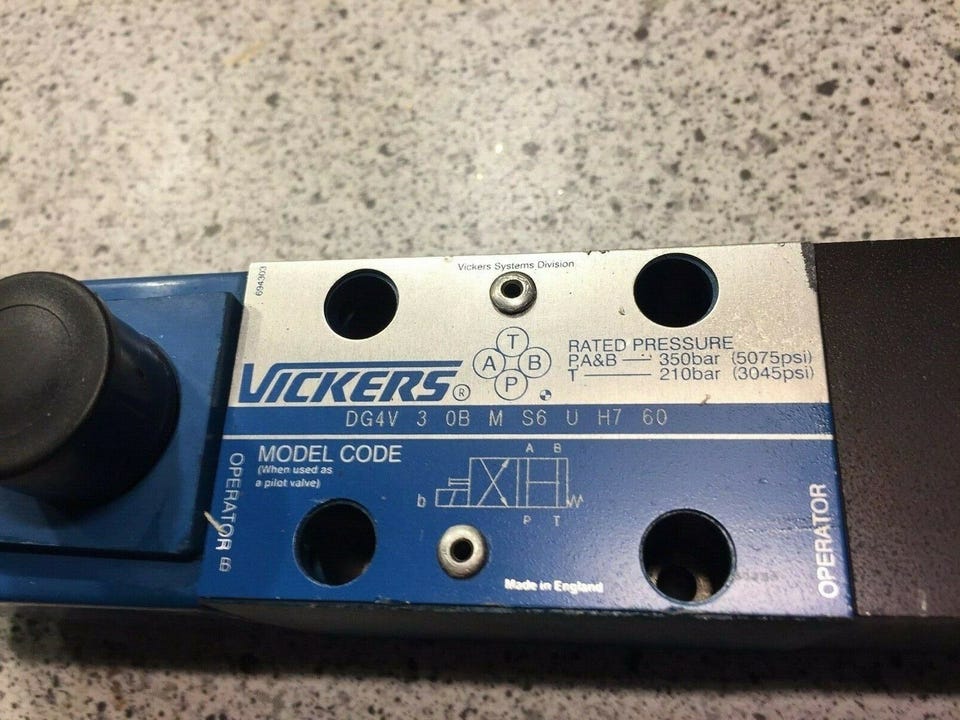 694303
Vickers Systems Division
T
A B
P
VICKERS®
RATED PRESSURE
P,A&B — 350bar (5075psi)
T — 210bar (3045psi)
DG4V 3 0B M S6 U H7 60
MODEL CODE
(When used as
a pilot valve)
A B
b
P T
OPERATOR B
OPERATOR
Made in England